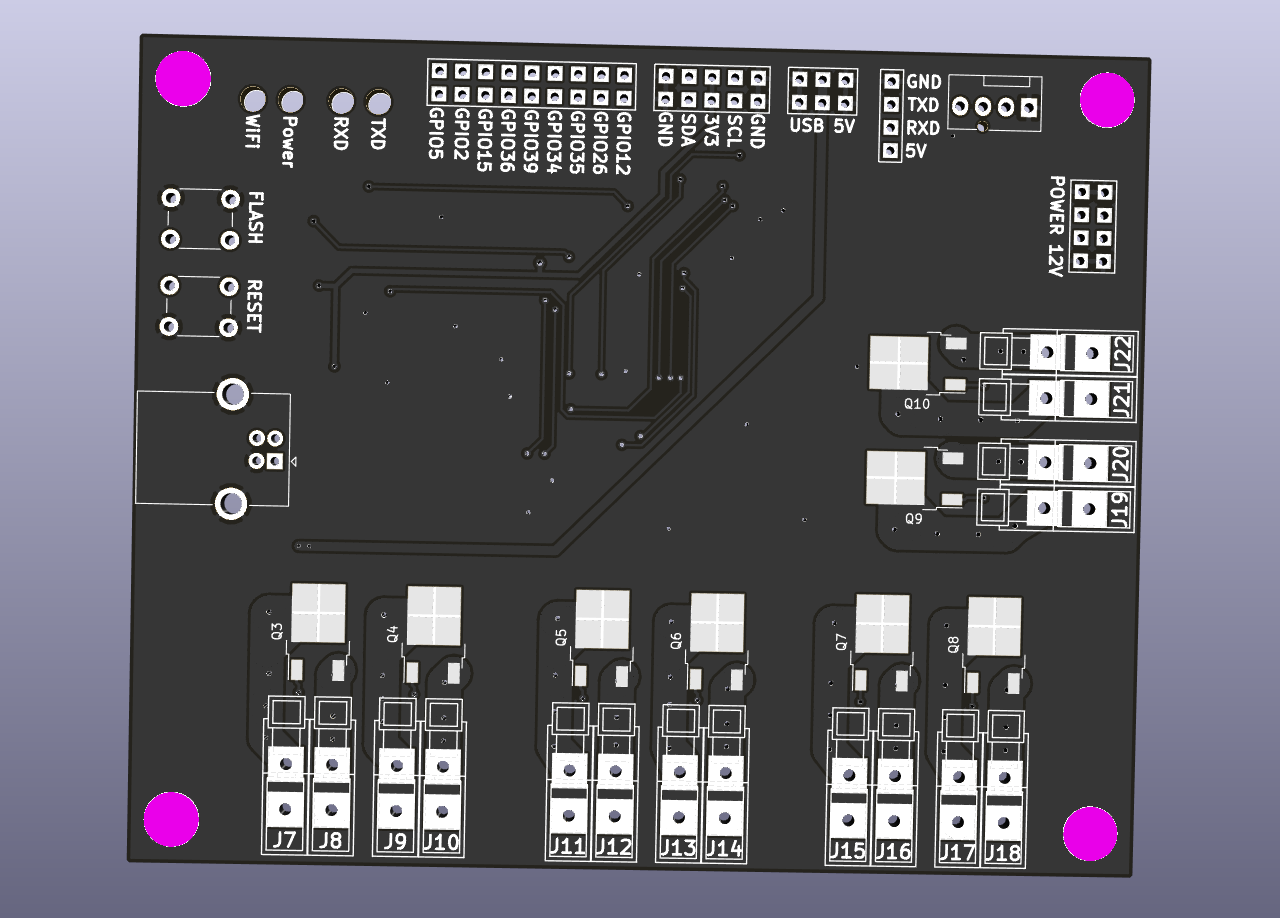 WiFi
Power
RXD
TXD
GPIO5
GPIO2
GPIO15
GPIO36
GPIO39
GPIO34
GPIO35
GPIO26
GPIO12
GND
SDA
3V3
SCL
GND
USB 5V
GND
TXD
RXD
5V
POWER 12V
FLASH
RESET
J22
J21
Q10
J20
J19
Q9
Q3
Q4
Q5
Q6
Q7
Q8
J7
J8
J9
J10
J11
J12
J13
J14
J15
J16
J17
J18